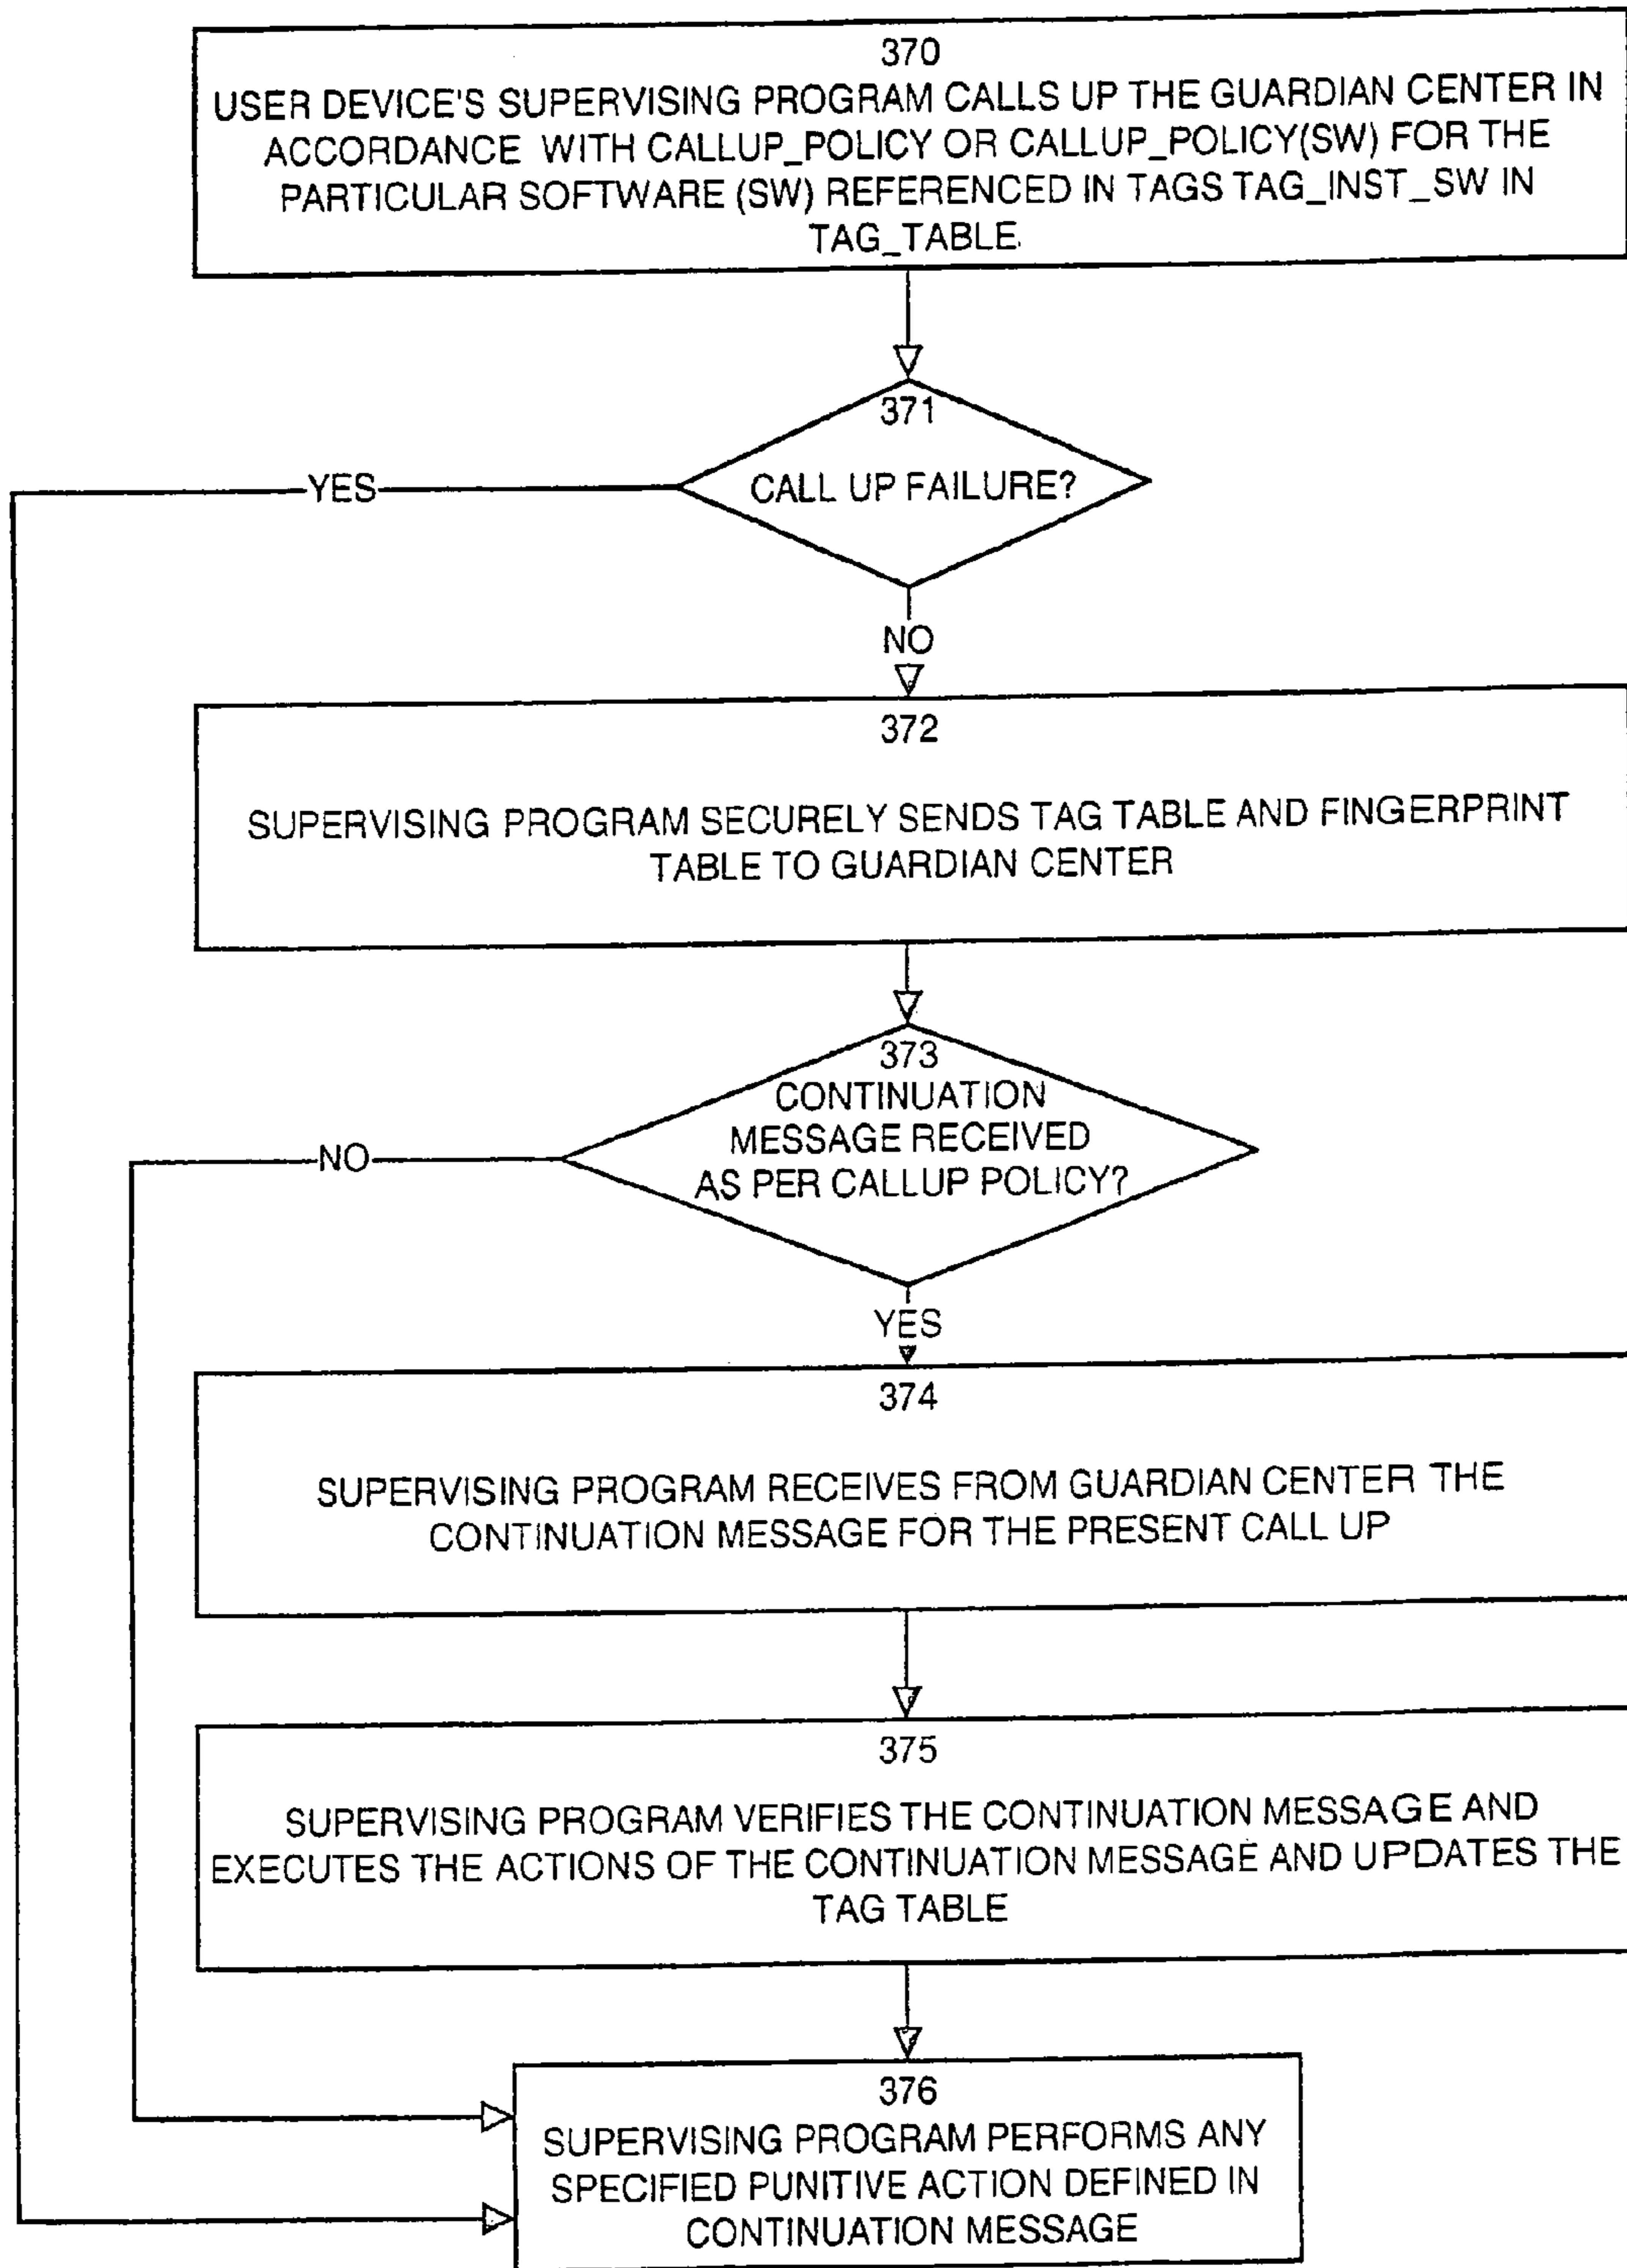 370
USER DEVICE'S SUPERVISING PROGRAM CALLS UP THE GUARDIAN CENTER IN
ACCORDANCE WITH CALLUP_POLICY OR CALLUP_POLICY(SW) FOR THE
PARTICULAR SOFTWARE (SW) REFERENCED IN TAGS TAG_INST_SW IN
TAG_TABLE.
371
CALL UP FAILURE?
YES
NO
372
SUPERVISING PROGRAM SECURELY SENDS TAG TABLE AND FINGERPRINT
TABLE TO GUARDIAN CENTER
373
CONTINUATION
MESSAGE RECEIVED
AS PER CALLUP POLICY?
NO
YES
374
SUPERVISING PROGRAM RECEIVES FROM GUARDIAN CENTER THE
CONTINUATION MESSAGE FOR THE PRESENT CALL UP
375
SUPERVISING PROGRAM VERIFIES THE CONTINUATION MESSAGE AND
EXECUTES THE ACTIONS OF THE CONTINUATION MESSAGE AND UPDATES THE
TAG TABLE
376
SUPERVISING PROGRAM PERFORMS ANY
SPECIFIED PUNITIVE ACTION DEFINED IN
CONTINUATION MESSAGE